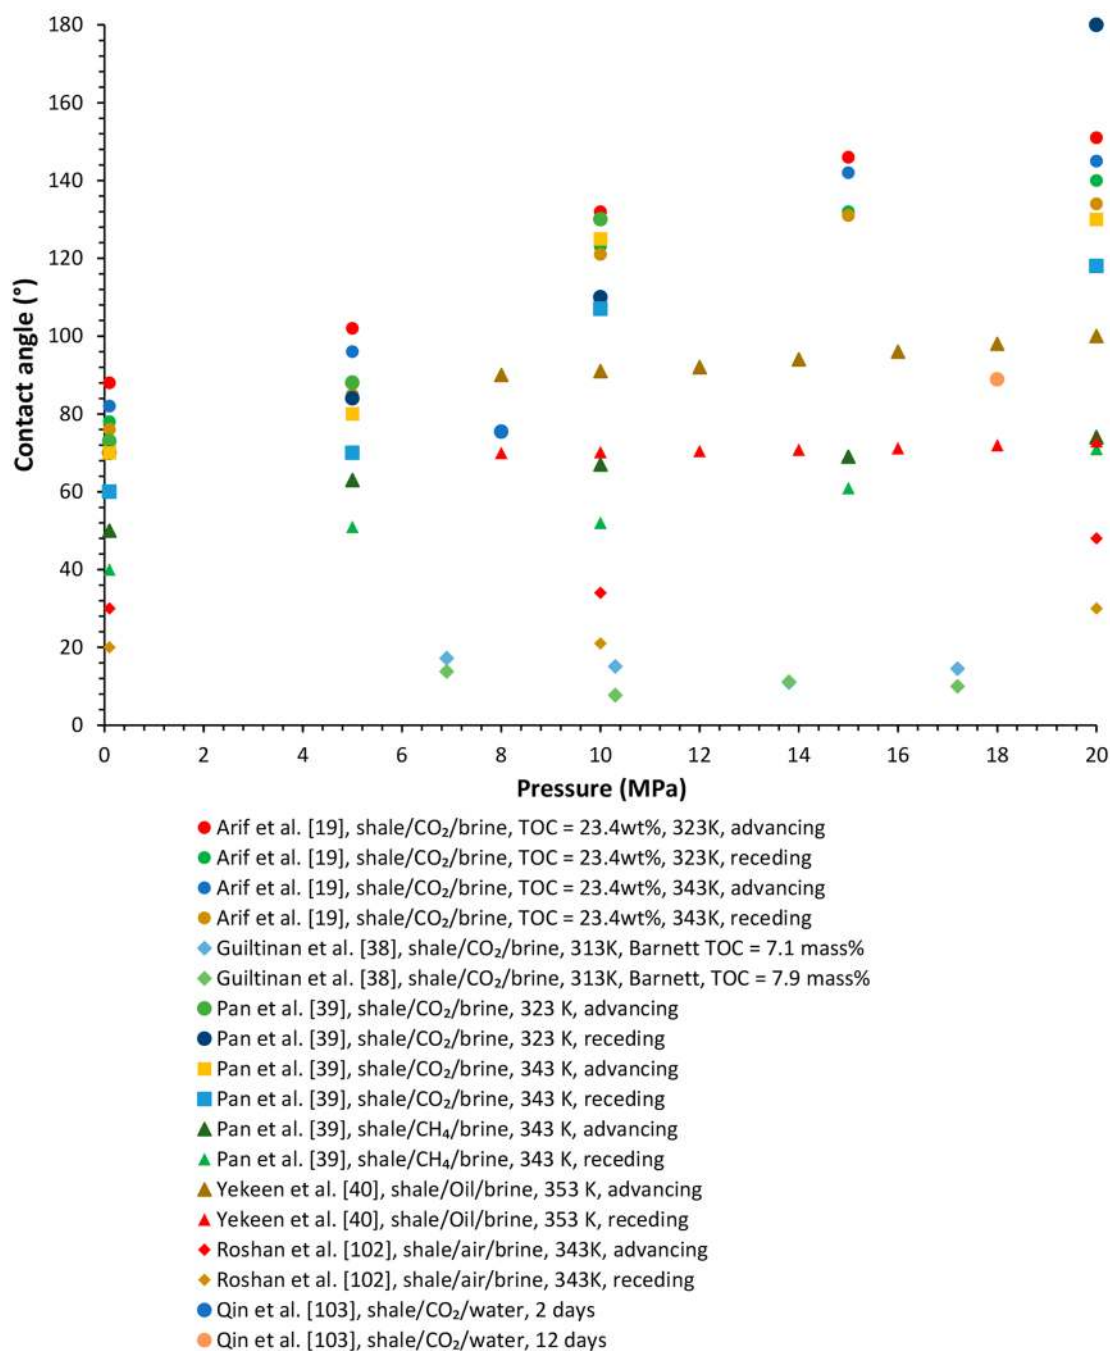 180
160
140
120
100
80
60
40
20
0
Contact angle (°)
0 2 4 6 8 10 12 14 16 18 20
Pressure (MPa)
Arif et al. [19], shale/CO₂/brine, TOC = 23.4wt%, 323K, advancing
Arif et al. [19], shale/CO₂/brine, TOC = 23.4wt%, 323K, receding
Arif et al. [19], shale/CO₂/brine, TOC = 23.4wt%, 343K, advancing
Arif et al. [19], shale/CO₂/brine, TOC = 23.4wt%, 343K, receding
Guiltinan et al. [38], shale/CO₂/brine, 313K, Barnett TOC = 7.1 mass%
Guiltinan et al. [38], shale/CO₂/brine, 313K, Barnett, TOC = 7.9 mass%
Pan et al. [39], shale/CO₂/brine, 323 K, advancing
Pan et al. [39], shale/CO₂/brine, 323 K, receding
Pan et al. [39], shale/CO₂/brine, 343 K, advancing
Pan et al. [39], shale/CO₂/brine, 343 K, receding
Pan et al. [39], shale/CH₄/brine, 343 K, advancing
Pan et al. [39], shale/CH₄/brine, 343 K, receding
Yekeen et al. [40], shale/Oil/brine, 353 K, advancing
Yekeen et al. [40], shale/Oil/brine, 353 K, receding
Roshan et al. [102], shale/air/brine, 343K, advancing
Roshan et al. [102], shale/air/brine, 343K, receding
Qin et al. [103], shale/CO₂/water, 2 days
Qin et al. [103], shale/CO₂/water, 12 days